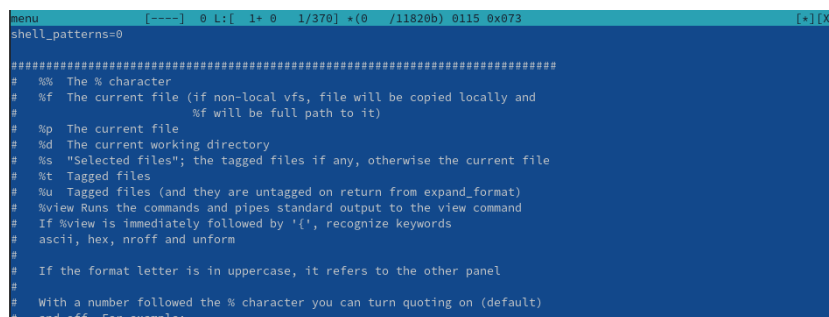 menu                [----]  0 L:[  1+ 0   1/370] *(0   /11820b) 0115 0x073                                       [*][X
shell_patterns=0

##############################################################################
#   %%  The % character
#   %f  The current file (if non-local vfs, file will be copied locally and
#                         %f will be full path to it)
#   %p  The current file
#   %d  The current working directory
#   %s  "Selected files"; the tagged files if any, otherwise the current file
#   %t  Tagged files
#   %u  Tagged files (and they are untagged on return from expand_format)
#   %view Runs the commands and pipes standard output to the view command
#   If %view is immediately followed by '{', recognize keywords
#   ascii, hex, nroff and unform
#
#   If the format letter is in uppercase, it refers to the other panel
#
#   With a number followed the % character you can turn quoting on (default)
#   and off. For example: